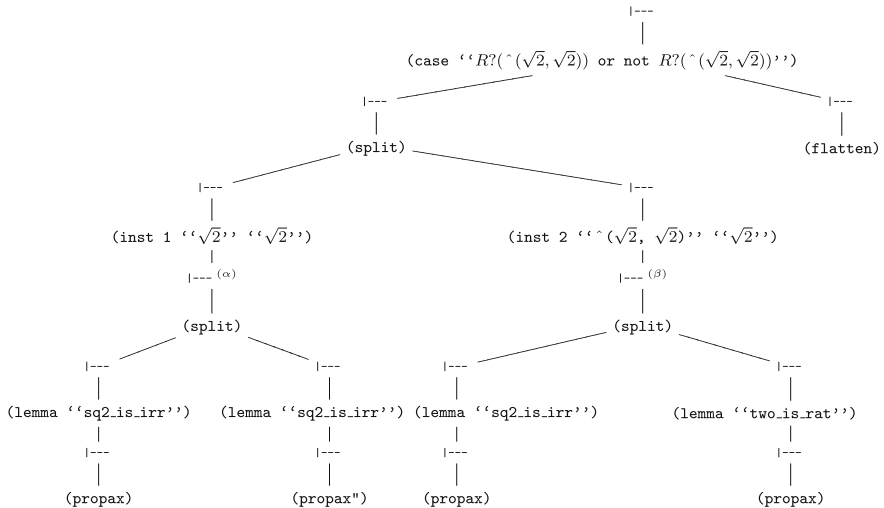 |---
(case ‘‘R?(^(√2, √2)) or not R?(^(√2, √2))’’)
|--- |---
(split) (flatten)
|--- |---
(inst 1 ‘‘√2’’ ‘‘√2’’) (inst 2 ‘‘^(√2, √2)’’ ‘‘√2’’)
|--- (α) |--- (β)
(split) (split)
|--- |--- |--- |---
(lemma ‘‘sq2_is_irr’’) (lemma ‘‘sq2_is_irr’’) (lemma ‘‘sq2_is_irr’’) (lemma ‘‘two_is_rat’’)
|--- |--- |--- |---
(propax) (propax") (propax) (propax)